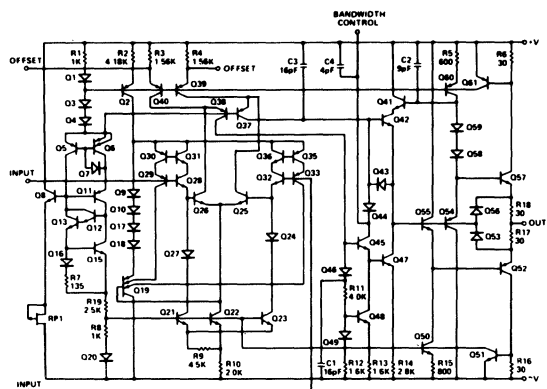 BANDWIDTH
CONTROL
+V
R1
1K
R2
4.18K
R3
1.56K
R4
1.56K
C3
16pF
C4
4pF
C2
9pF
R5
800
R6
30
OFFSET
OFFSET
Q1
Q2
Q39
Q40
Q60
Q61
Q3
Q4
Q38
Q37
Q41
Q42
Q5
Q6
Q7
Q59
Q58
Q30
Q31
Q36
Q35
INPUT
Q29
Q28
Q32
Q33
Q43
Q57
Q8
Q11
Q9
Q26
Q25
Q44
R18
30
OUT
Q13
Q12
Q10
Q17
Q18
Q55
Q54
Q56
Q53
R17
30
Q15
Q27
Q24
Q45
Q16
Q47
Q52
R7
135
Q19
Q46
R11
4.0K
R19
2.5K
RP1
Q21
Q22
Q23
Q48
Q49
Q50
R8
1K
R9
4.5K
Q51
Q20
R10
2.0K
C1
16pF
R12
1.6K
R13
1.6K
R14
2.8K
R15
800
R16
30
INPUT
-V